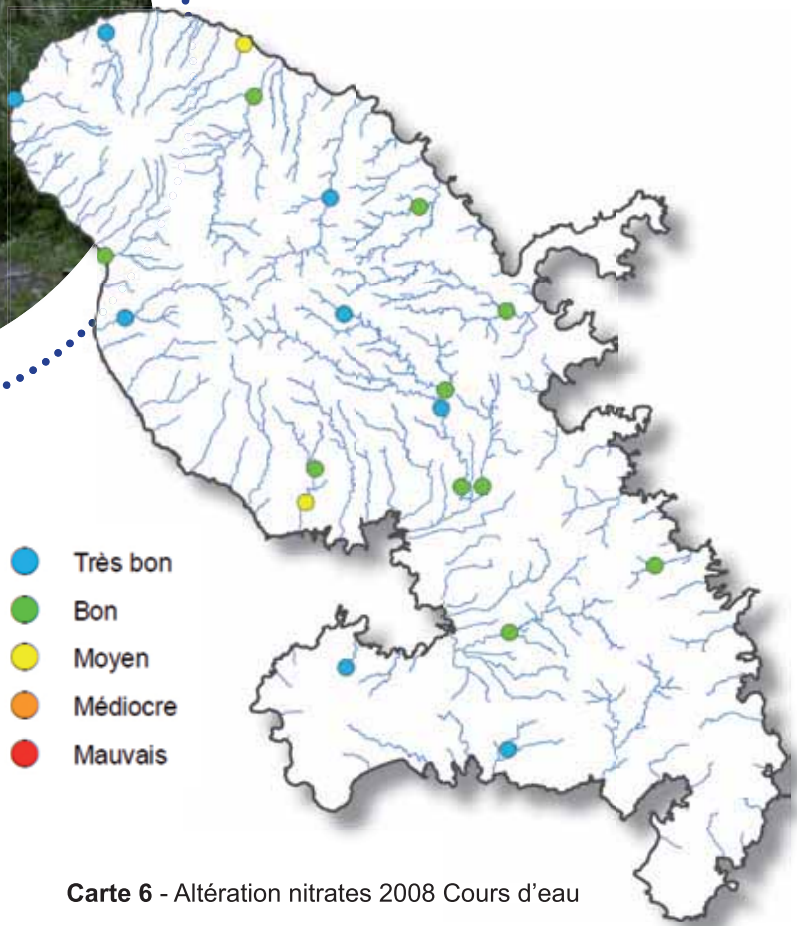 Très bon
Bon
Moyen
Médiocre
Mauvais
Carte 6 - Altération nitrates 2008 Cours d'eau